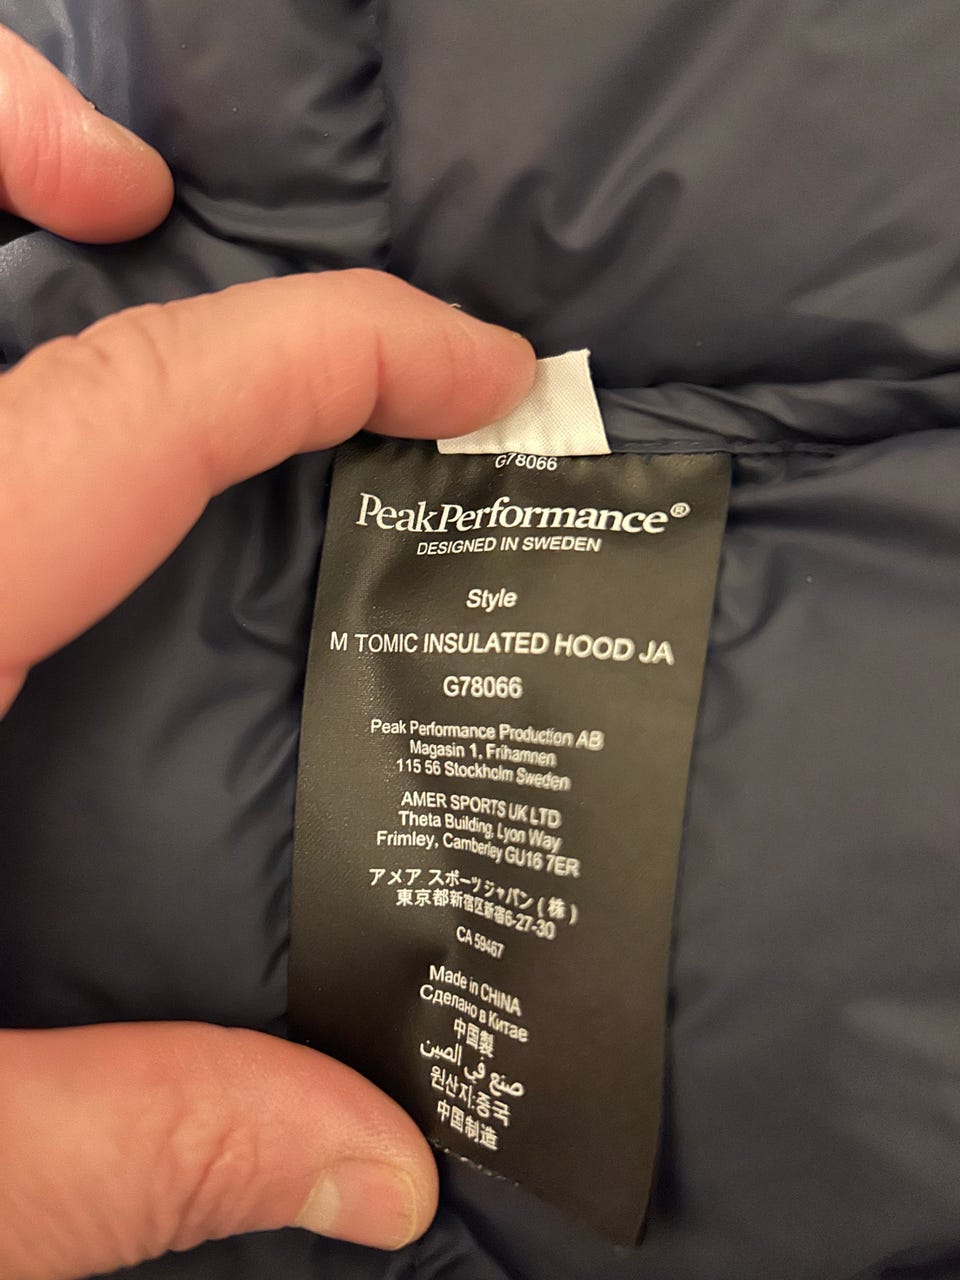 G78066
PeakPerformance®
DESIGNED IN SWEDEN
Style
M TOMIC INSULATED HOOD JA
G78066
Peak Performance Production AB
Magasin 1, Frihamnen
115 56 Stockholm Sweden
AMER SPORTS UK LTD
Theta Building, Lyon Way
Frimley, Camberley GU16 7ER
アメア スポーツ ジャパン (株)
東京都新宿区新宿6-27-30
CA 59467
Made in CHINA
Сделано в Китае
中国製
صنع في الصين
원산지:중국
中国制造